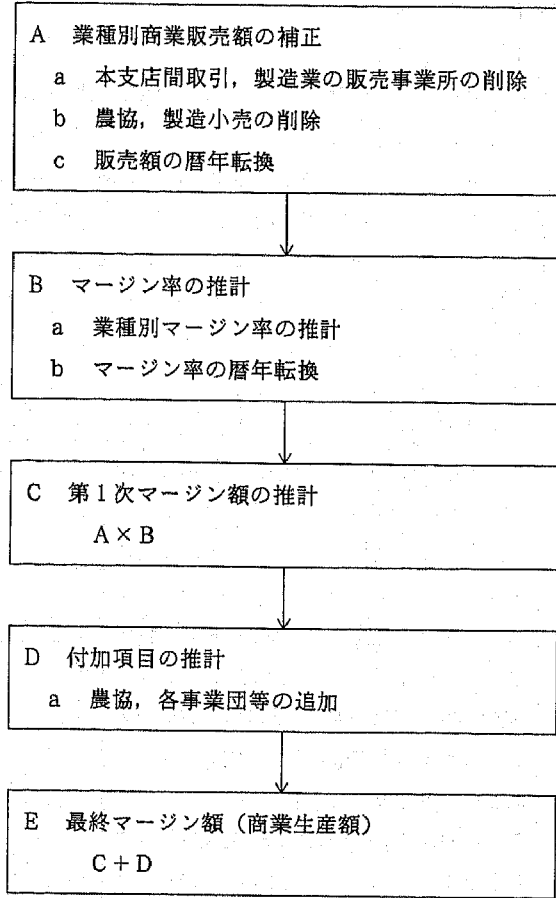 A 業種別商業販売額の補正
a 本支店間取引，製造業の販売事業所の削除
b 農協，製造小売の削除
c 販売額の暦年転換
B マージン率の推計
a 業種別マージン率の推計
b マージン率の暦年転換
C 第1次マージン額の推計
A×B
D 付加項目の推計
a 農協，各事業団等の追加
E 最終マージン額（商業生産額）
C+D